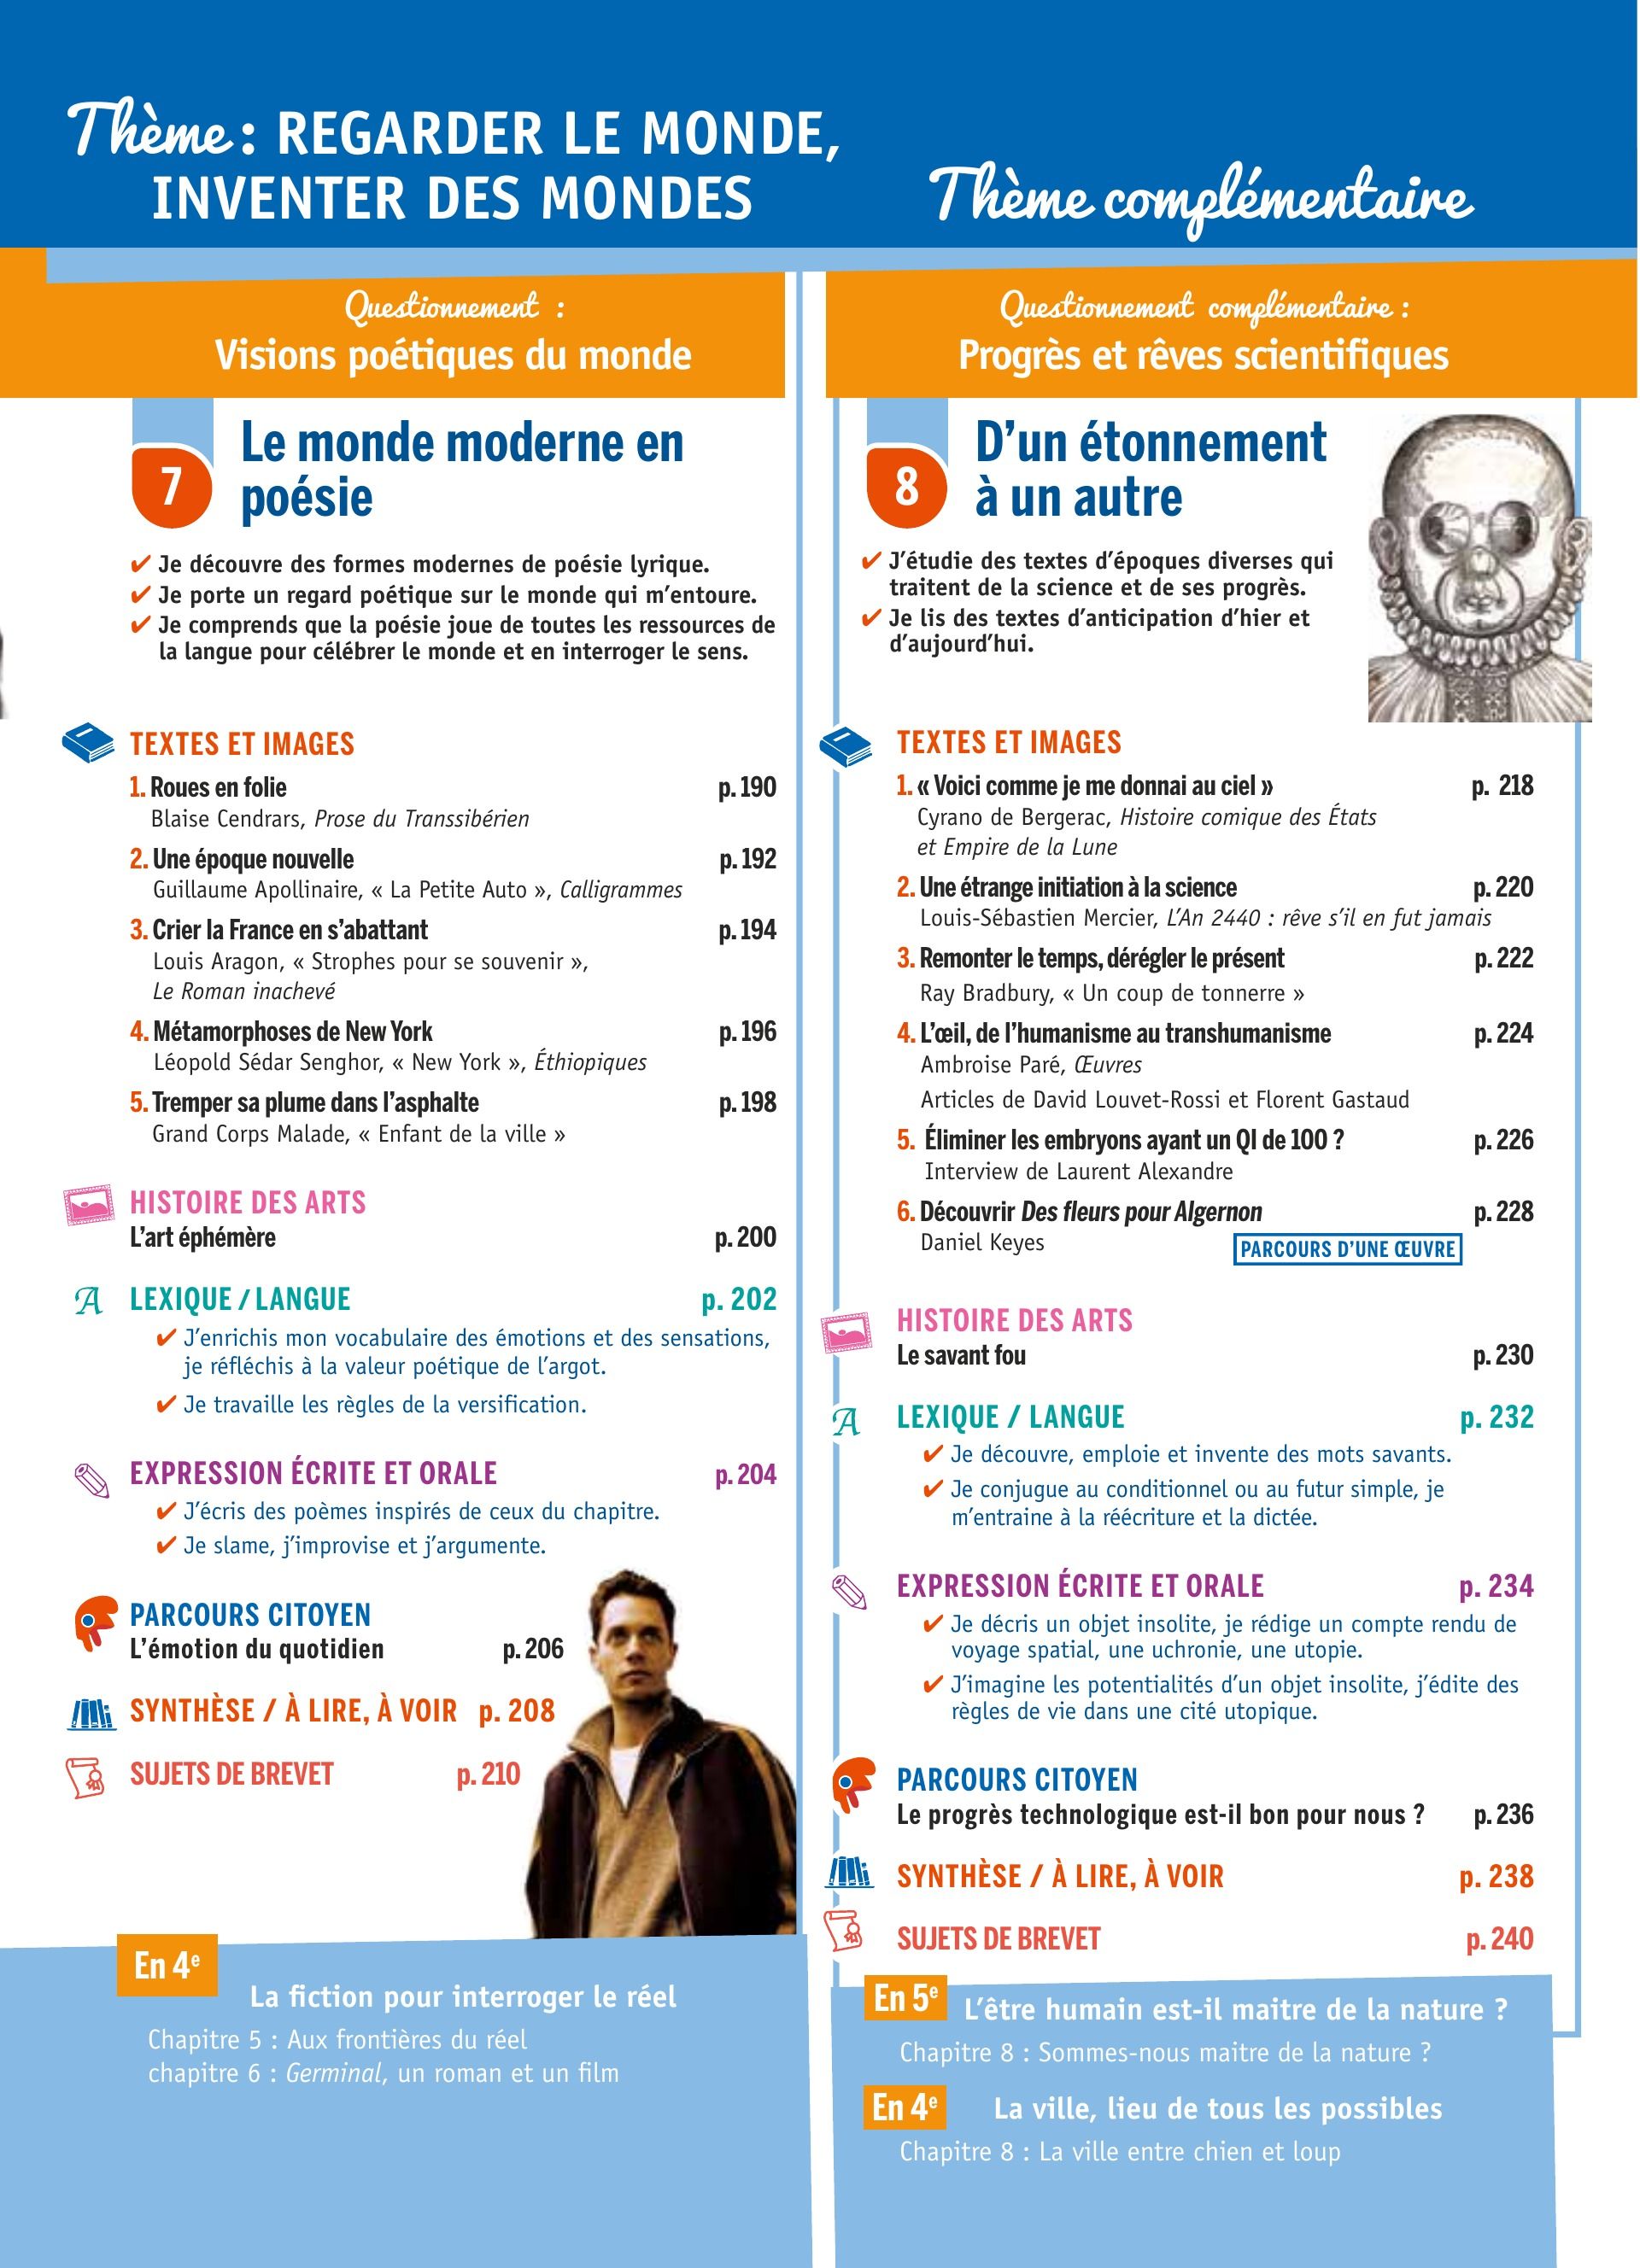 Thème : REGARDER LE MONDE,
INVENTER DES MONDES
Questionnement :
Visions poétiques du monde
7
Le monde moderne en
poésie
✔ Je découvre des formes modernes de poésie lyrique.
✔ Je porte un regard poétique sur le monde qui m’entoure.
✔ Je comprends que la poésie joue de toutes les ressources de
la langue pour célébrer le monde et en interroger le sens.
TEXTES ET IMAGES
1. Roues en folie p. 190
Blaise Cendrars, Prose du Transsibérien
2. Une époque nouvelle p. 192
Guillaume Apollinaire, « La Petite Auto », Calligrammes
3. Crier la France en s’abattant p. 194
Louis Aragon, « Strophes pour se souvenir »,
Le Roman inachevé
4. Métamorphoses de New York p. 196
Léopold Sédar Senghor, « New York », Éthiopiques
5. Tremper sa plume dans l’asphalte p. 198
Grand Corps Malade, « Enfant de la ville »
HISTOIRE DES ARTS
L’art éphémère p. 200
A LEXIQUE / LANGUE p. 202
✔ J’enrichis mon vocabulaire des émotions et des sensations,
je réfléchis à la valeur poétique de l’argot.
✔ Je travaille les règles de la versification.
EXPRESSION ÉCRITE ET ORALE p. 204
✔ J’écris des poèmes inspirés de ceux du chapitre.
✔ Je slame, j’improvise et j’argumente.
PARCOURS CITOYEN
L’émotion du quotidien p. 206
SYNTHÈSE / À LIRE, À VOIR p. 208
SUJETS DE BREVET p. 210
En 4e
La fiction pour interroger le réel
Chapitre 5 : Aux frontières du réel
chapitre 6 : Germinal, un roman et un film
Thème complémentaire
Questionnement complémentaire :
Progrès et rêves scientifiques
8
D’un étonnement
à un autre
✔ J’étudie des textes d’époques diverses qui
traitent de la science et de ses progrès.
✔ Je lis des textes d’anticipation d’hier et
d’aujourd’hui.
TEXTES ET IMAGES
1. « Voici comme je me donnai au ciel » p. 218
Cyrano de Bergerac, Histoire comique des États
et Empire de la Lune
2. Une étrange initiation à la science p. 220
Louis-Sébastien Mercier, L’An 2440 : rêve s’il en fut jamais
3. Remonter le temps, dérégler le présent p. 222
Ray Bradbury, « Un coup de tonnerre »
4. L’œil, de l’humanisme au transhumanisme p. 224
Ambroise Paré, Œuvres
Articles de David Louvet-Rossi et Florent Gastaud
5. Éliminer les embryons ayant un QI de 100 ? p. 226
Interview de Laurent Alexandre
6. Découvrir Des fleurs pour Algernon p. 228
Daniel Keyes PARCOURS D’UNE ŒUVRE
HISTOIRE DES ARTS
Le savant fou p. 230
A LEXIQUE / LANGUE p. 232
✔ Je découvre, emploie et invente des mots savants.
✔ Je conjugue au conditionnel ou au futur simple, je
m’entraine à la réécriture et la dictée.
EXPRESSION ÉCRITE ET ORALE p. 234
✔ Je décris un objet insolite, je rédige un compte rendu de
voyage spatial, une uchronie, une utopie.
✔ J’imagine les potentialités d’un objet insolite, j’édite des
règles de vie dans une cité utopique.
PARCOURS CITOYEN
Le progrès technologique est-il bon pour nous ? p. 236
SYNTHÈSE / À LIRE, À VOIR p. 238
SUJETS DE BREVET p. 240
En 5e L’être humain est-il maitre de la nature ?
Chapitre 8 : Sommes-nous maitre de la nature ?
En 4e La ville, lieu de tous les possibles
Chapitre 8 : La ville entre chien et loup